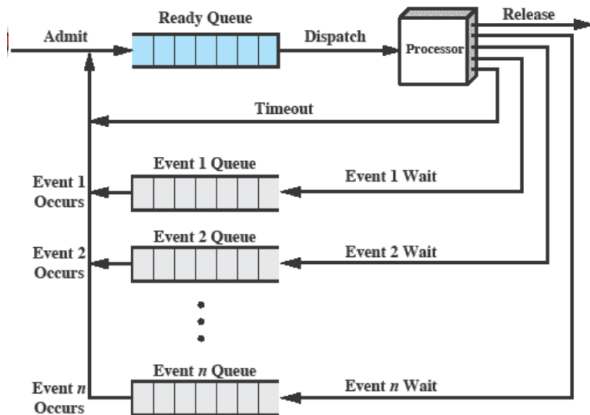 Ready Queue
Release
Admit
Dispatch
Processor
Timeout
Event 1 Queue
Event 1
Occurs
Event 1 Wait
Event 2 Queue
Event 2
Occurs
Event 2 Wait
Event n Queue
Event n
Occurs
Event n Wait